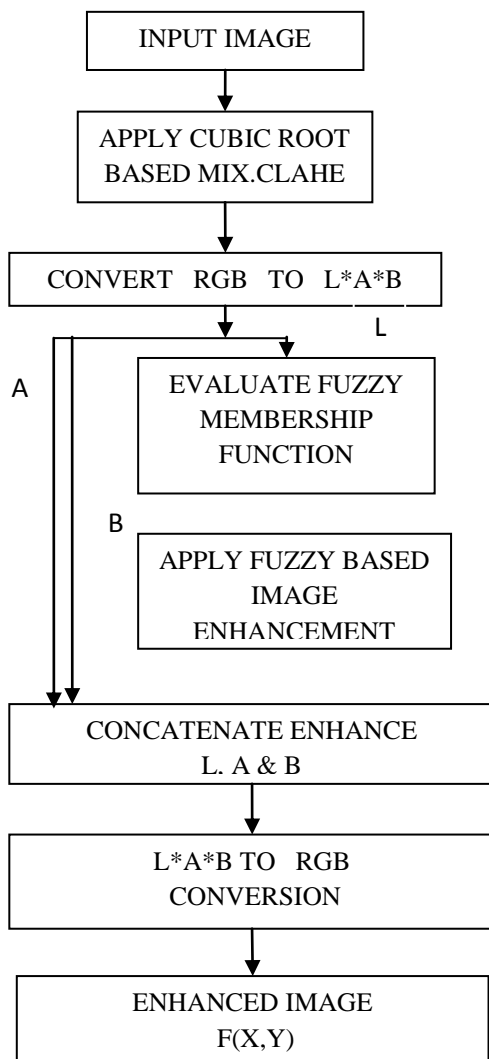 INPUT IMAGE
APPLY CUBIC ROOT
BASED MIX.CLAHE
CONVERT RGB TO L*A*B
L
A
EVALUATE FUZZY
MEMBERSHIP
FUNCTION
B
APPLY FUZZY BASED
IMAGE
ENHANCEMENT
CONCATENATE ENHANCE
L. A & B
L*A*B TO RGB
CONVERSION
ENHANCED IMAGE
F(X,Y)